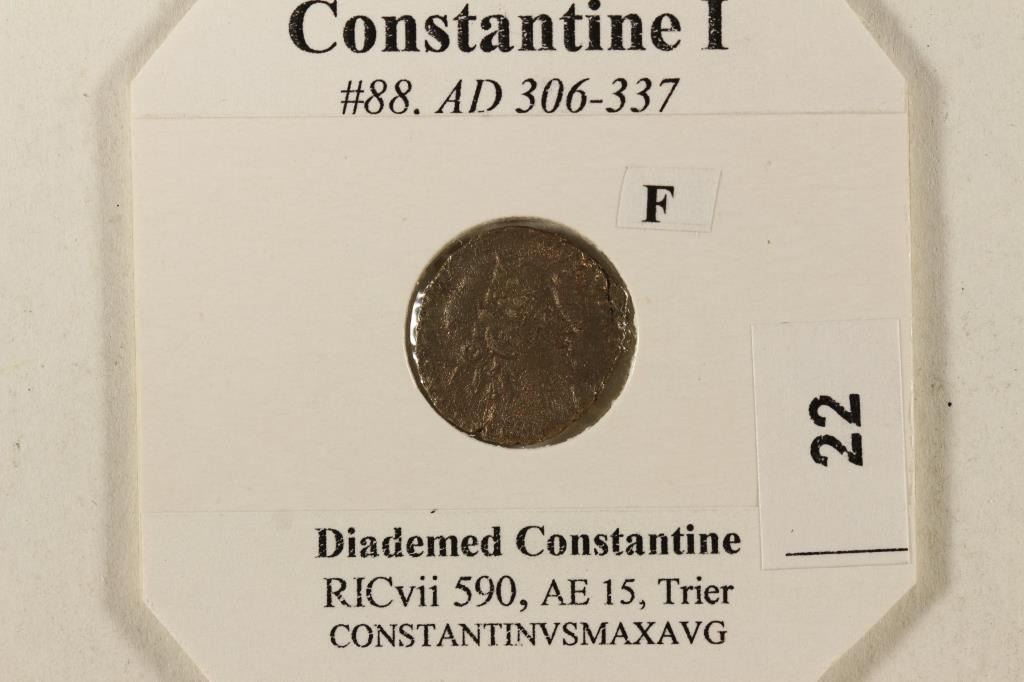 Constantine I
#88. AD 306-337
F
22
Diademed Constantine
RICvii 590, AE 15, Trier
CONSTANTINVSMAXAVG